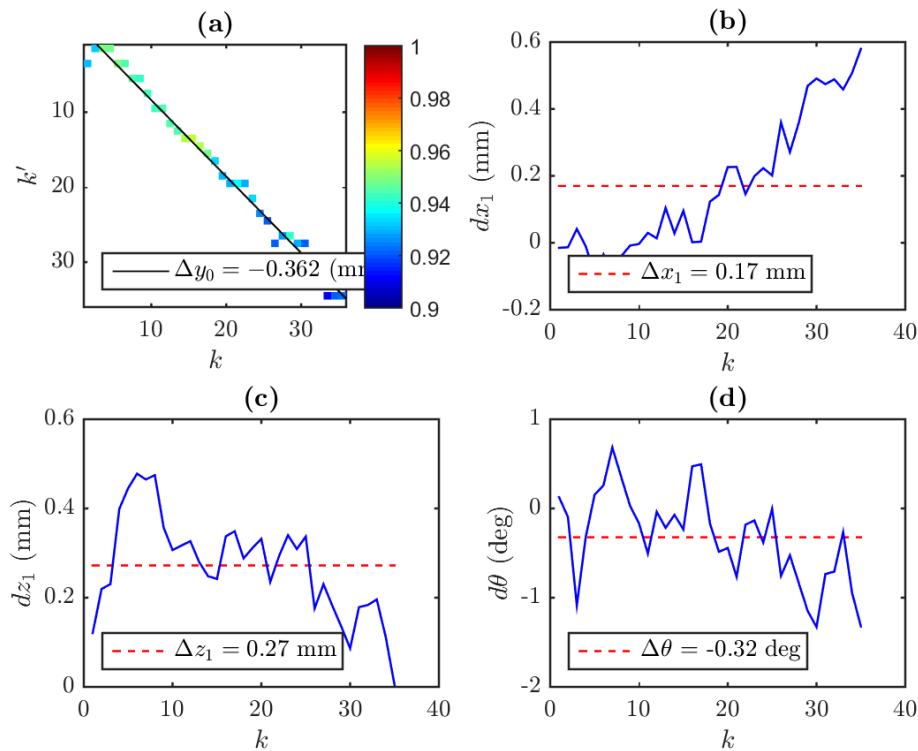 (a)
k'
10
20
30
10
20
30
k
Δy₀ = −0.362 (m
1
0.98
0.96
0.94
0.92
0.9
(b)
dx₁ (mm)
0.6
0.4
0.2
0
-0.2
0
10
20
30
40
k
Δx₁ = 0.17 mm
(c)
dz₁ (mm)
0.6
0.4
0.2
0
0
10
20
30
40
k
Δz₁ = 0.27 mm
(d)
dθ (deg)
1
0
-1
-2
0
10
20
30
40
k
Δθ = -0.32 deg